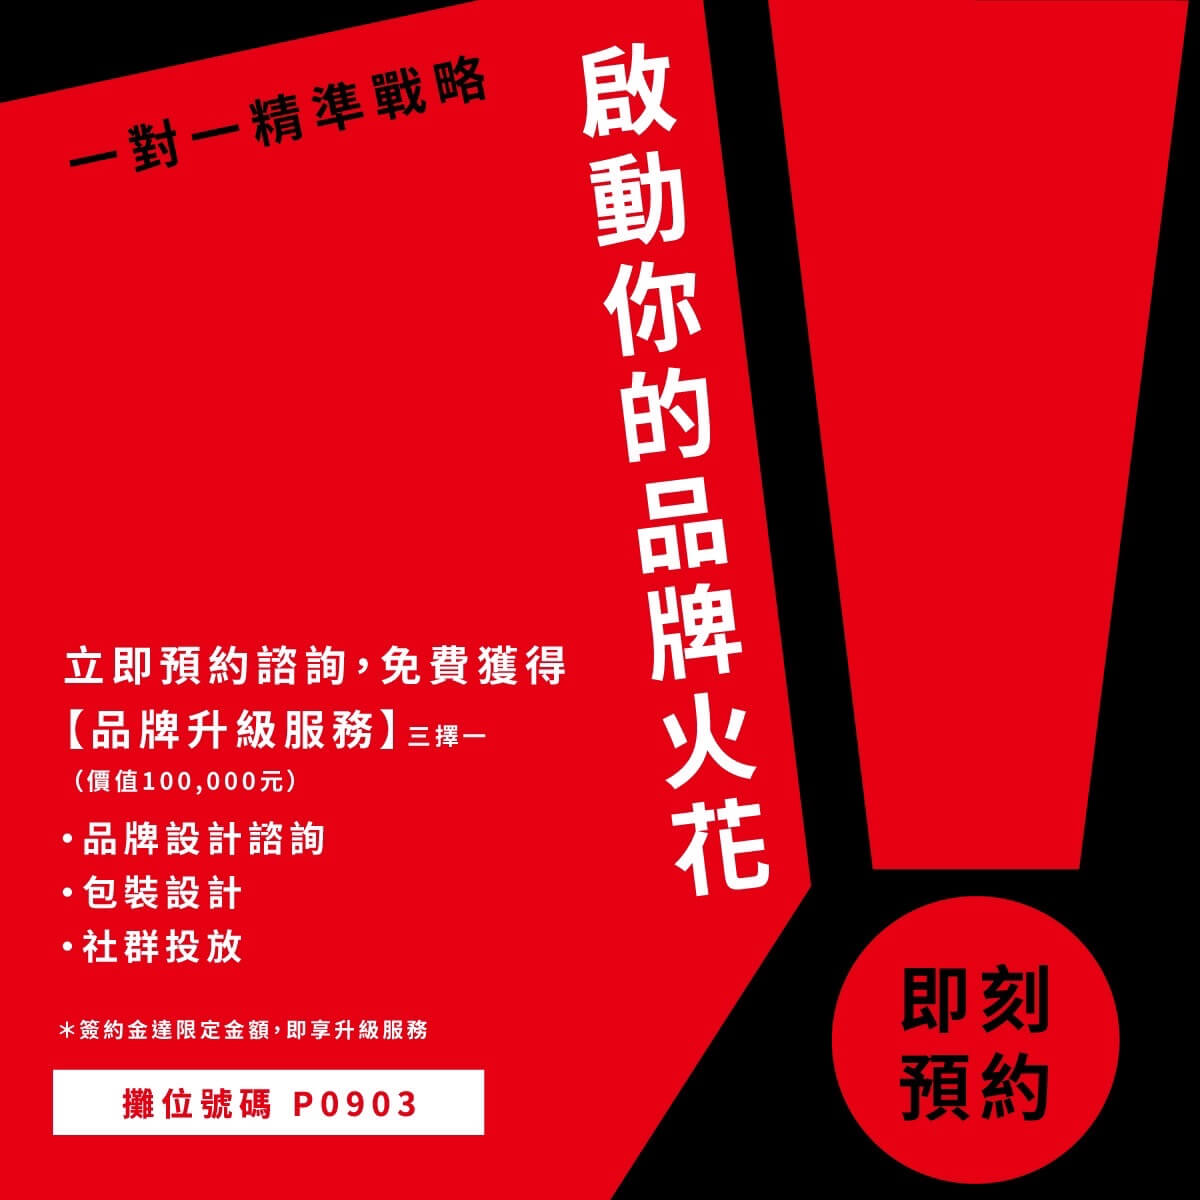 一對一精準戰略
啟動你的品牌火花
立即預約諮詢，免費獲得
【品牌升級服務】三擇一
（價值100,000元）
•品牌設計諮詢
•包裝設計
•社群投放
＊簽約金達限定金額，即享升級服務
攤位號碼 P0903
即刻
預約